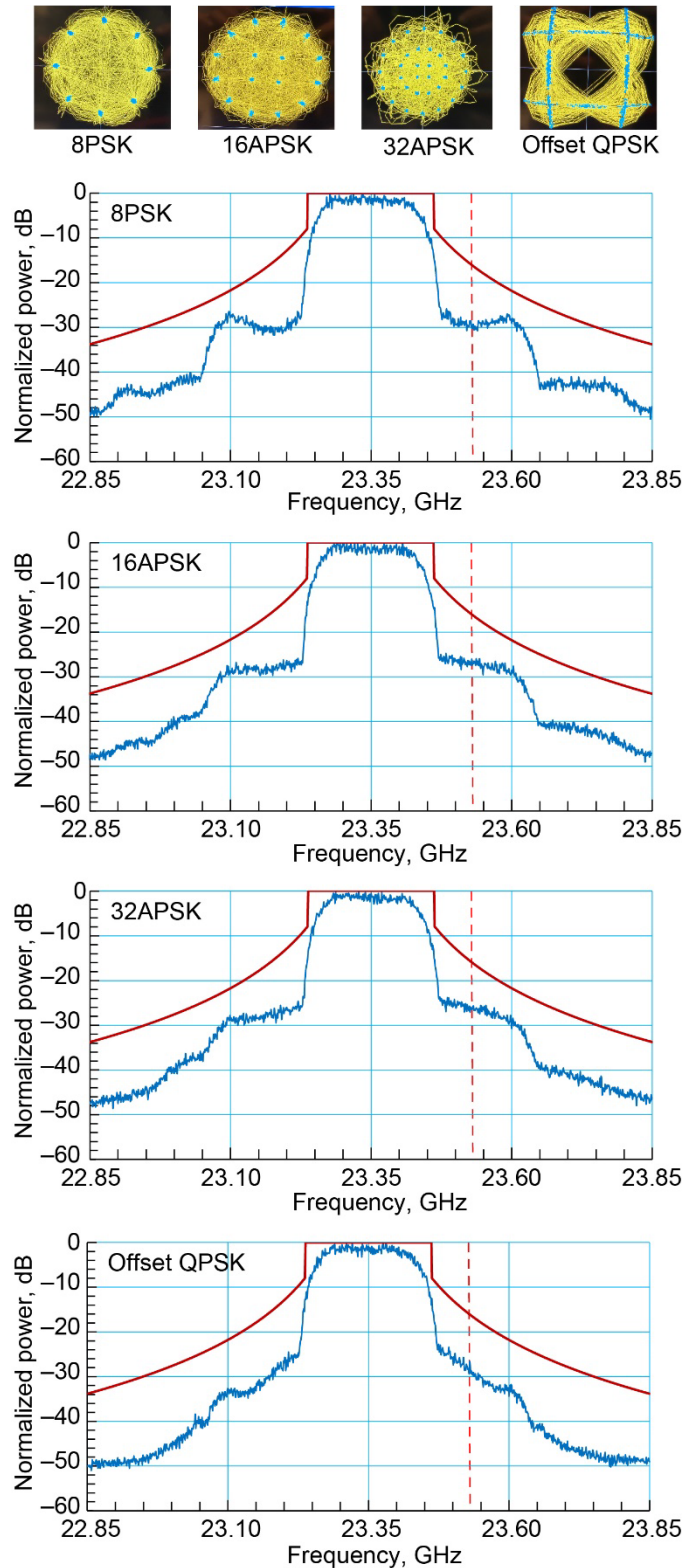 8PSK 16APSK 32APSK Offset QPSK
8PSK
Normalized power, dB
0
–10
–20
–30
–40
–50
–60
22.85 23.10 23.35 23.60 23.85
Frequency, GHz
16APSK
Normalized power, dB
0
–10
–20
–30
–40
–50
–60
22.85 23.10 23.35 23.60 23.85
Frequency, GHz
32APSK
Normalized power, dB
0
–10
–20
–30
–40
–50
–60
22.85 23.10 23.35 23.60 23.85
Frequency, GHz
Offset QPSK
Normalized power, dB
0
–10
–20
–30
–40
–50
–60
22.85 23.10 23.35 23.60 23.85
Frequency, GHz